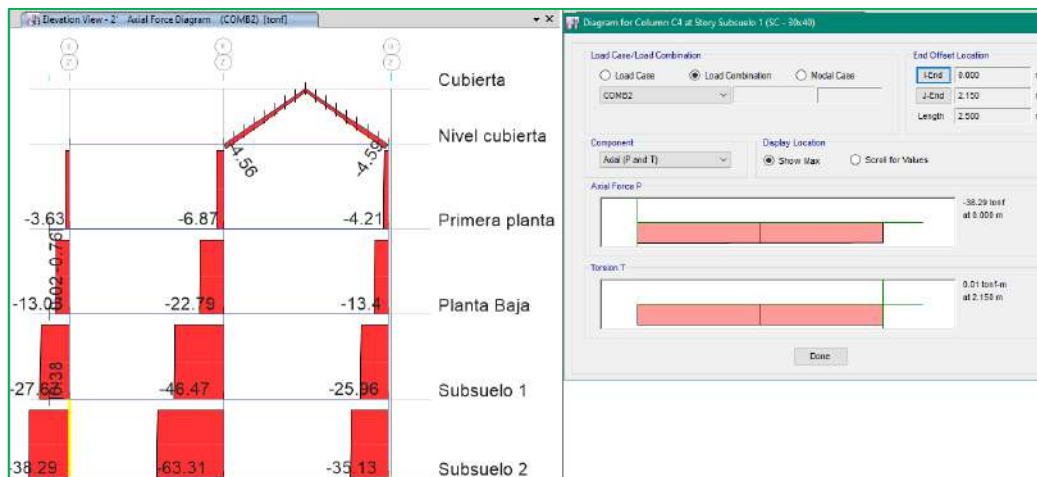 Elevation View - 2' Axial Force Diagram (COMB2) [tonf]
Cubierta
Nivel cubierta
-4.56
-4.59
-3.63
-6.87
-4.21
Primera planta
-0.76
-22.79
-13.4
Planta Baja
-46.47
-25.96
Subsuelo 1
-38.29
-63.31
-35.13
Subsuelo 2
Diagram for Column C4 at Story Subsuelo 1 (SC - 30x40)
Load Case/Load Combination
Load Case
Load Combination
Modal Case
COMB2
End Offset Location
I-End
0.000
J-End
2.150
Length
2.500
Component
Axial (P and T)
Display Location
Show Max
Scroll for Values
Axial Force P
-38.29 tonf
at 0.000 m
Torsion T
0.01 tonf-m
at 2.150 m
Done